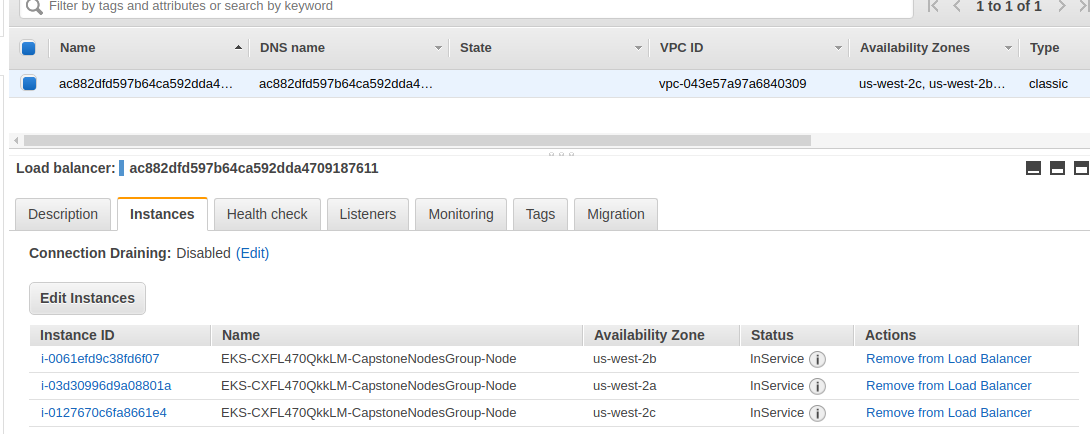 Filter by tags and attributes or search by keyword 1 to 1 of 1
Name DNS name State VPC ID Availability Zones Type
ac882dfd597b64ca592dda4… ac882dfd597b64ca592dda4… vpc-043e57a97a6840309 us-west-2c, us-west-2b… classic
Load balancer: ac882dfd597b64ca592dda4709187611
Description Instances Health check Listeners Monitoring Tags Migration
Connection Draining: Disabled (Edit)
Edit Instances
Instance ID Name Availability Zone Status Actions
i-0061efd9c38fd6f07 EKS-CXFL470QkkLM-CapstoneNodesGroup-Node us-west-2b InService i Remove from Load Balancer
i-03d30996d9a08801a EKS-CXFL470QkkLM-CapstoneNodesGroup-Node us-west-2a InService i Remove from Load Balancer
i-0127670c6fa8661e4 EKS-CXFL470QkkLM-CapstoneNodesGroup-Node us-west-2c InService i Remove from Load Balancer